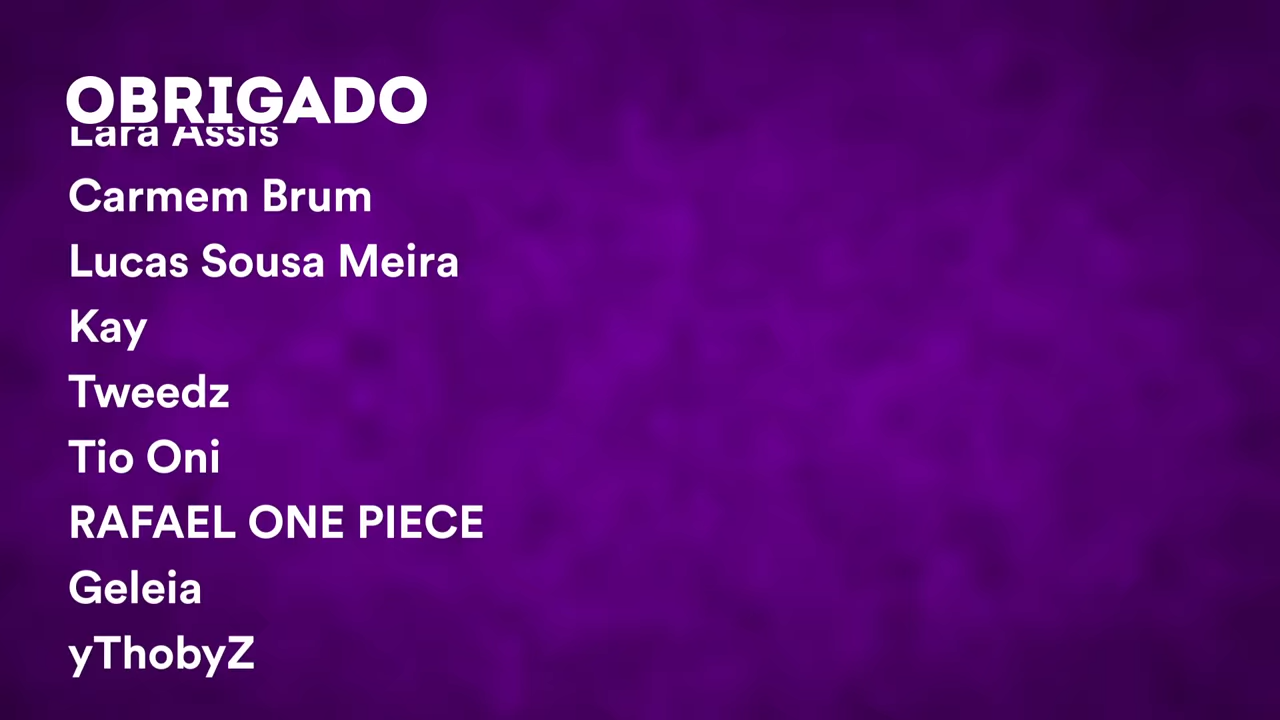 OBRIGADO
Lara Assis
Carmem Brum
Lucas Sousa Meira
Kay
Tweedz
Tio Oni
RAFAEL ONE PIECE
Geleia
yThobyZ